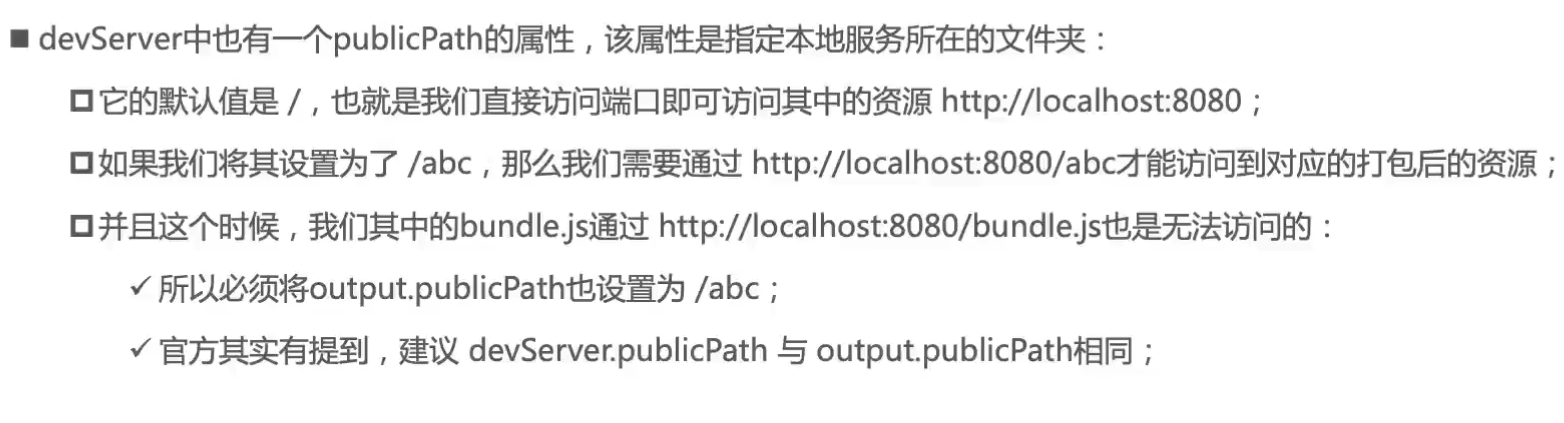 ■ devServer中也有一个publicPath的属性，该属性是指定本地服务所在的文件夹：
它的默认值是 /，也就是我们直接访问端口即可访问其中的资源 http://localhost:8080；
如果我们将其设置为了 /abc，那么我们需要通过 http://localhost:8080/abc才能访问到对应的打包后的资源；
并且这个时候，我们其中的bundle.js通过 http://localhost:8080/bundle.js也是无法访问的：
✓ 所以必须将output.publicPath也设置为 /abc；
✓ 官方其实有提到，建议 devServer.publicPath 与 output.publicPath相同；